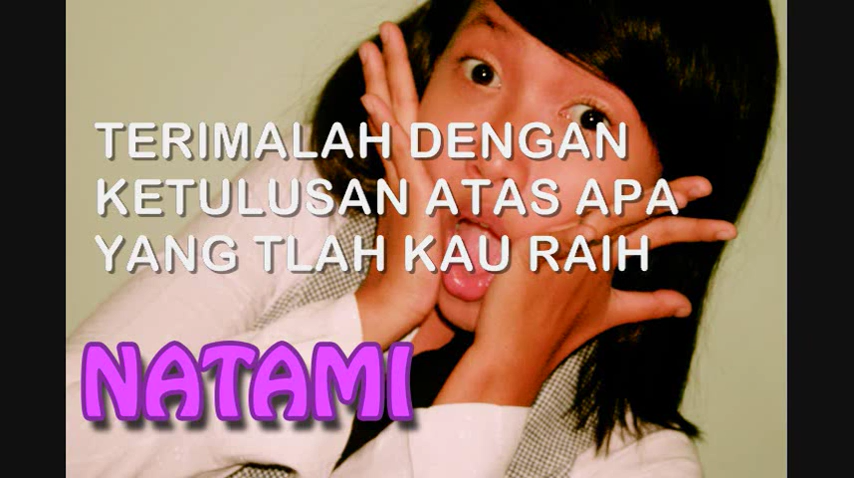 TERIMALAH DENGAN
KETULUSAN ATAS APA
YANG TLAH KAU RAIH
NATAMI